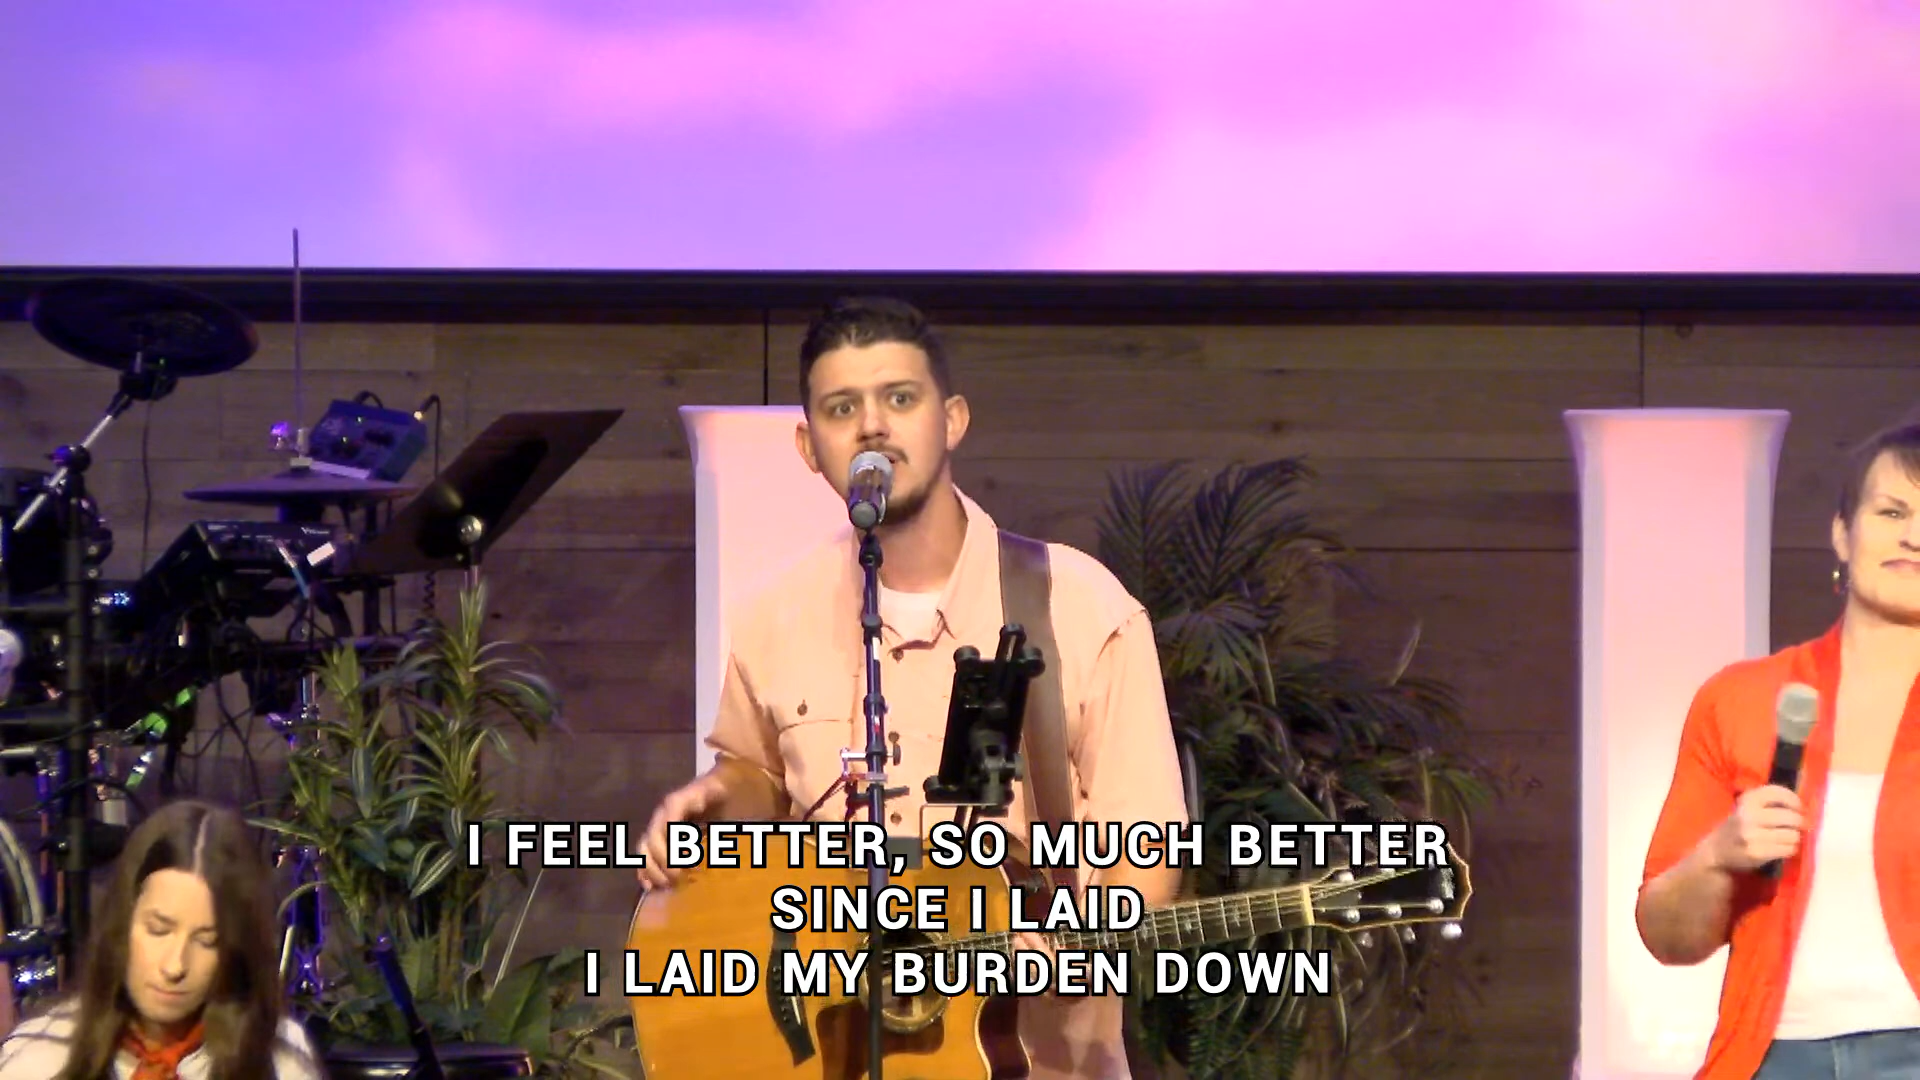 I FEEL BETTER, SO MUCH BETTER
SINCE I LAID
I LAID MY BURDEN DOWN